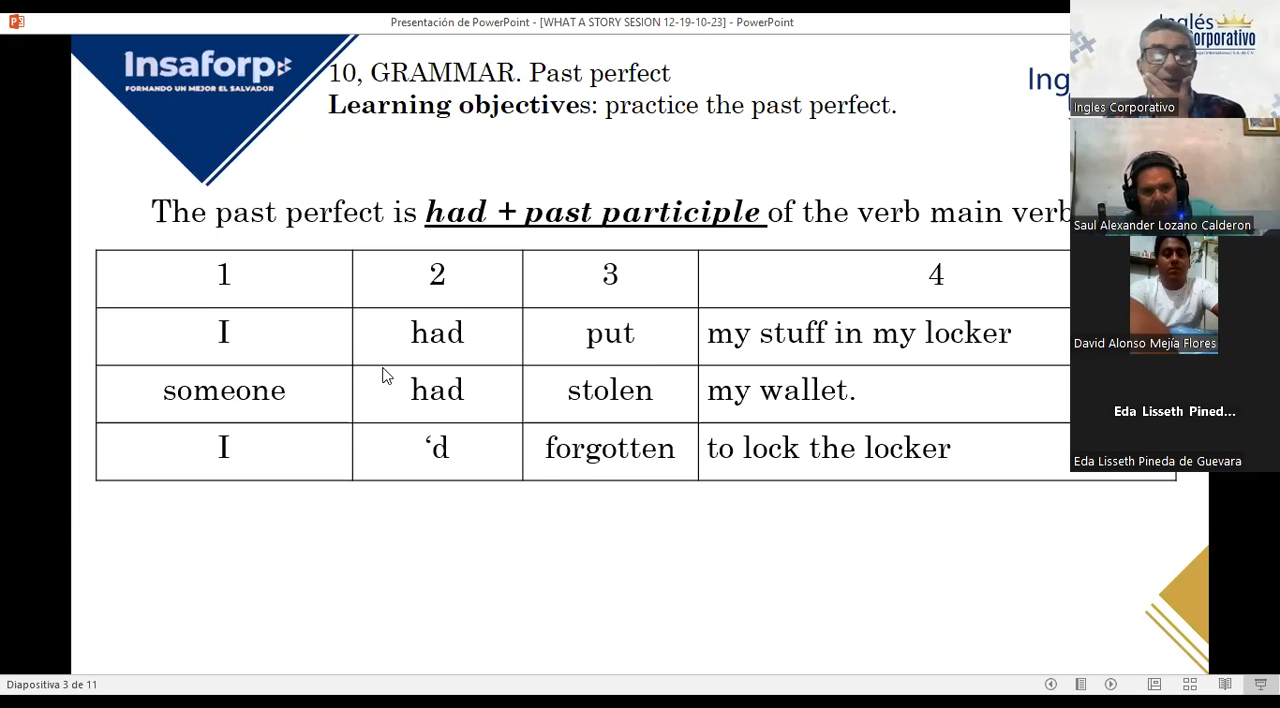 Presentación de PowerPoint - [WHAT A STORY SESION 12-19-10-23] - PowerPoint
Insaforp
FORMANDO UN MEJOR EL SALVADOR
10, GRAMMAR. Past perfect
Learning objectives: practice the past perfect.
Ing
Inglés
Corporativo
Ingles Corporativo
Saul Alexander Lozano Calderon
David Alonso Mejía Flores
Eda Lisseth Pined...
Eda Lisseth Pineda de Guevara
The past perfect is had + past participle of the verb main verb
1 2 3 4
I had put my stuff in my locker
someone had stolen my wallet.
I ‘d forgotten to lock the locker
Diapositiva 3 de 11